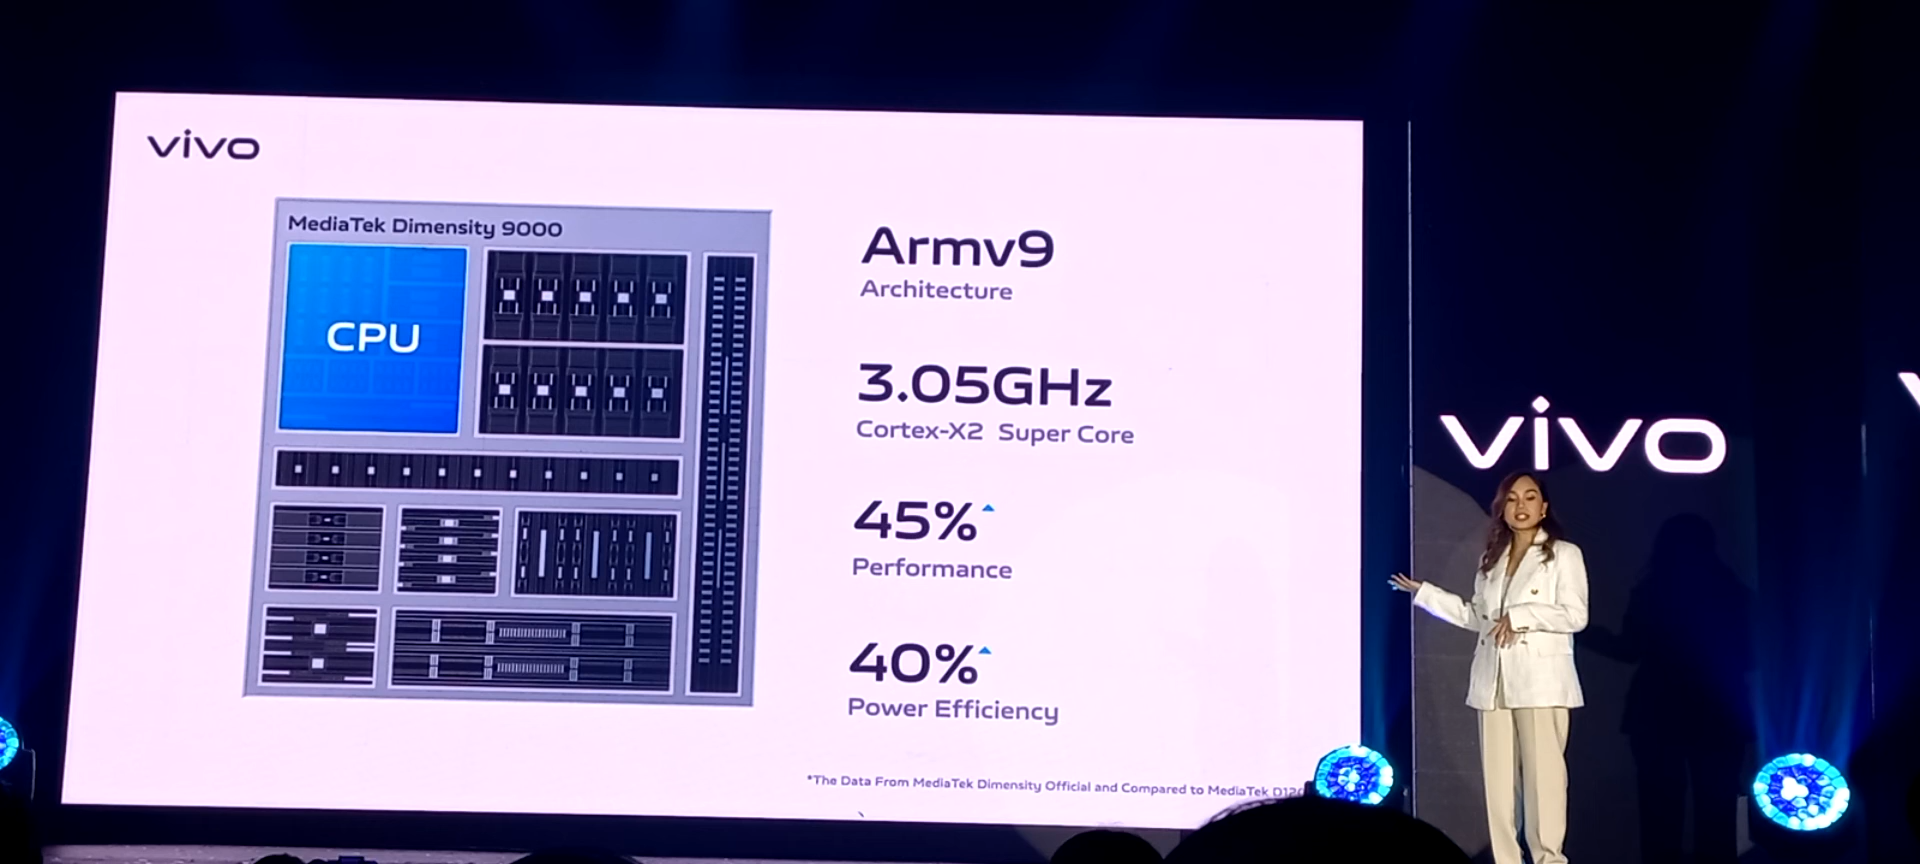 vivo
MediaTek Dimensity 9000
CPU
Armv9
Architecture
3.05GHz
Cortex-X2 Super Core
45%
Performance
40%
Power Efficiency
*The Data From MediaTek Dimensity Official and Compared to MediaTek
vivo